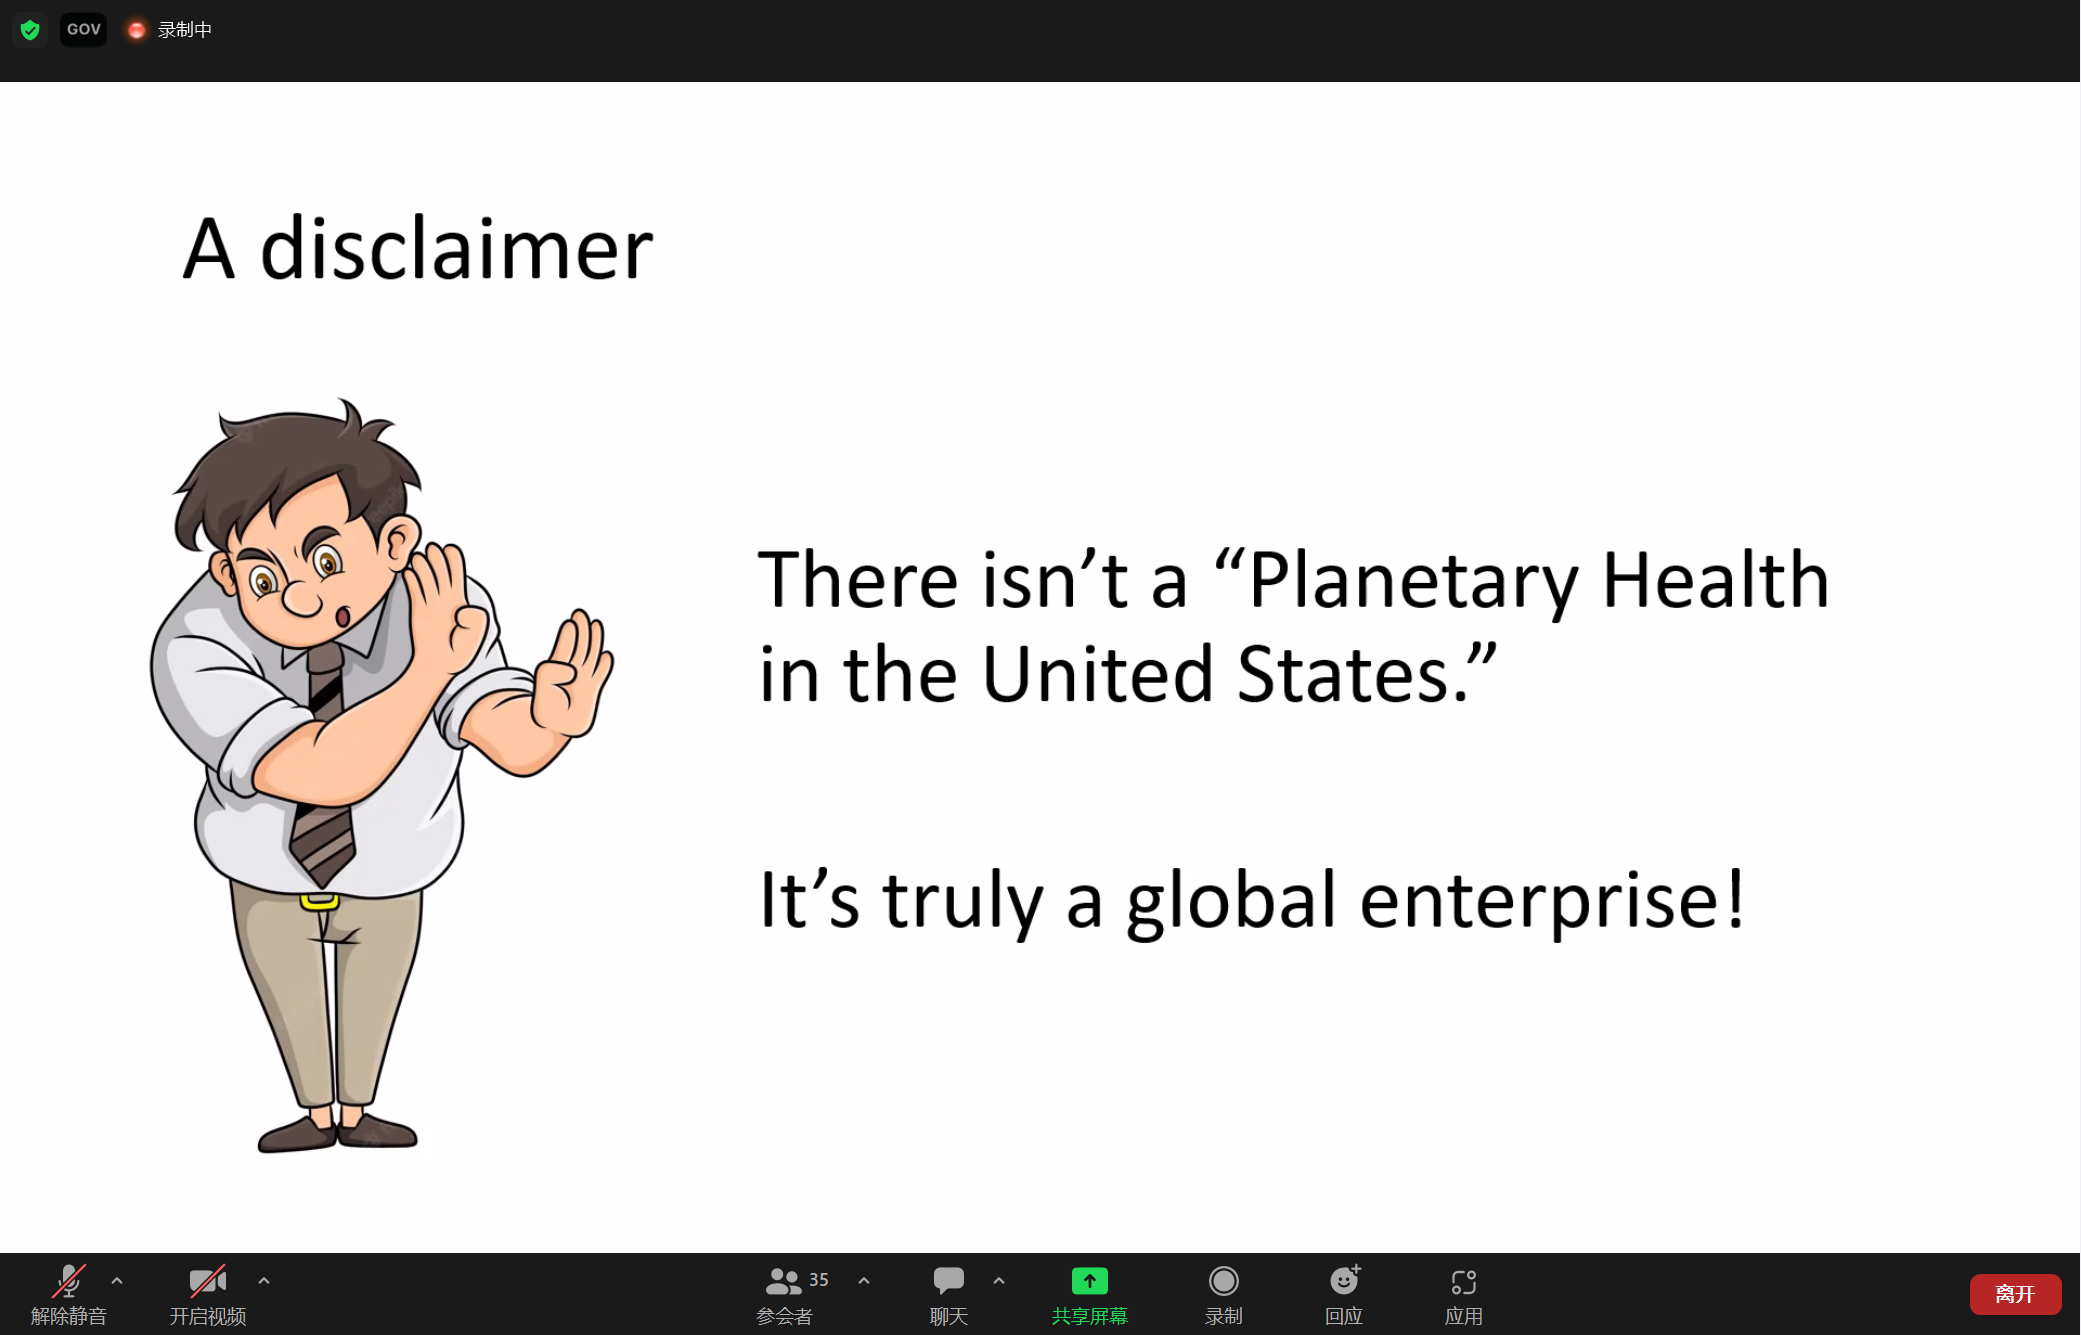 GOV
录制中
A disclaimer
There isn’t a “Planetary Health
in the United States.”
It’s truly a global enterprise!
解除静音
开启视频
35
参会者
聊天
共享屏幕
录制
回应
应用
离开